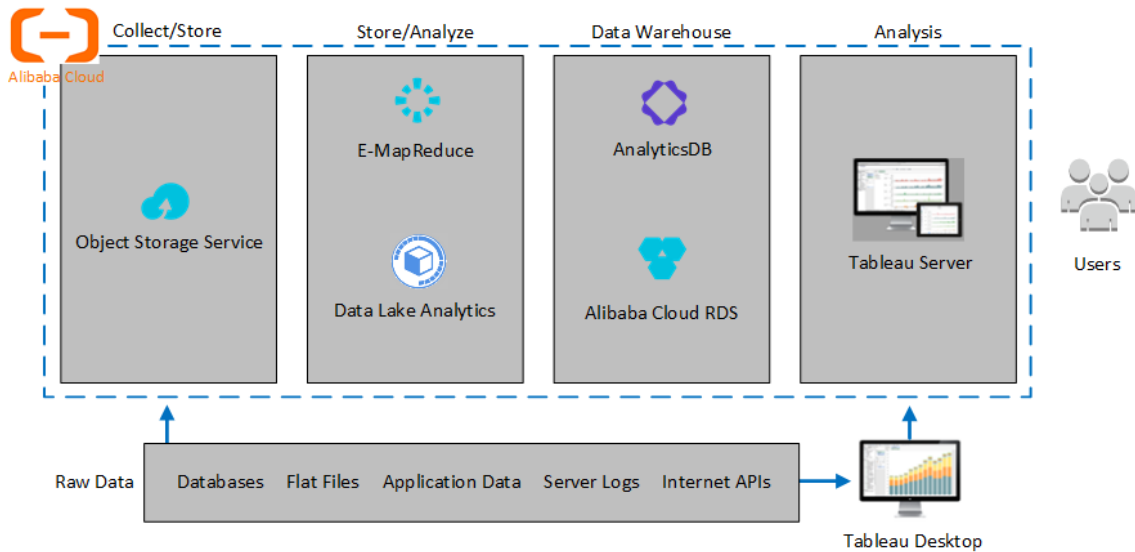 Collect/Store
Store/Analyze
Data Warehouse
Analysis
Alibaba Cloud
E-MapReduce
AnalyticsDB
Object Storage Service
Tableau Server
Users
Data Lake Analytics
Alibaba Cloud RDS
Raw Data
Databases
Flat Files
Application Data
Server Logs
Internet APIs
Tableau Desktop